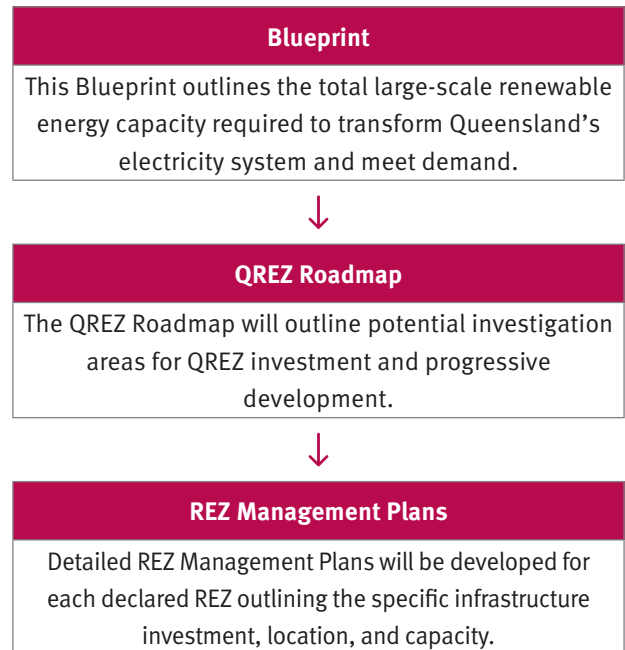 Blueprint
This Blueprint outlines the total large-scale renewable
energy capacity required to transform Queensland's
electricity system and meet demand.
QREZ Roadmap
The QREZ Roadmap will outline potential investigation
areas for QREZ investment and progressive
development.
REZ Management Plans
Detailed REZ Management Plans will be developed for
each declared REZ outlining the specific infrastructure
investment, location, and capacity.